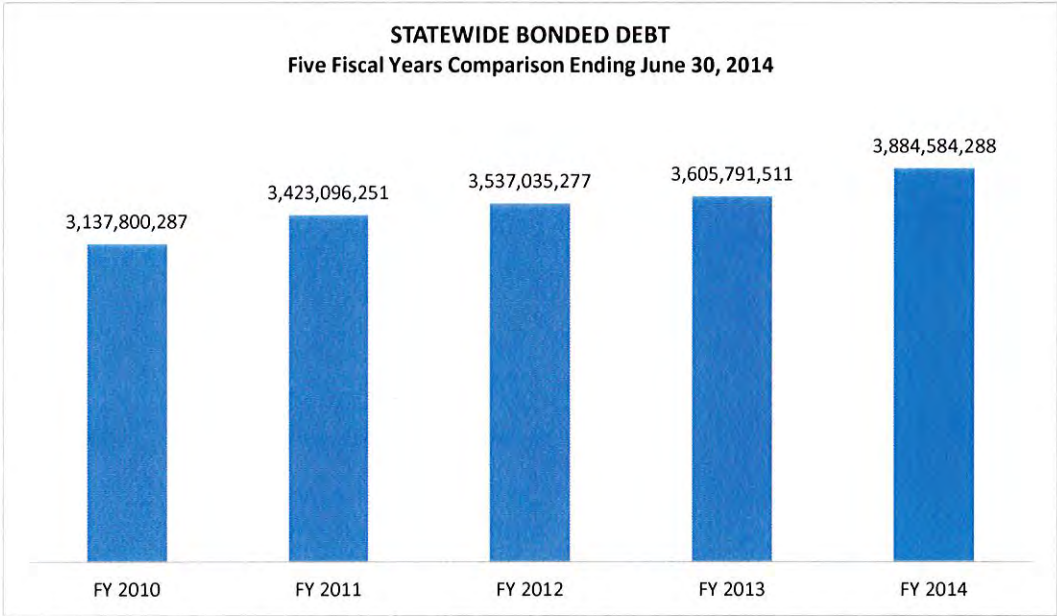 STATEWIDE BONDED DEBT
Five Fiscal Years Comparison Ending June 30, 2014
3,137,800,287
3,423,096,251
3,537,035,277
3,605,791,511
3,884,584,288
FY 2010
FY 2011
FY 2012
FY 2013
FY 2014